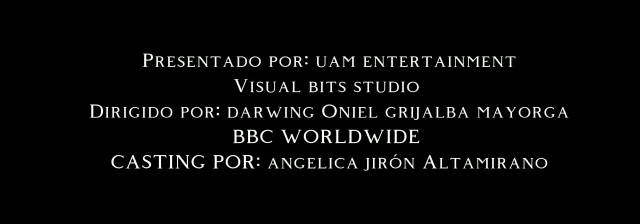 Presentado por: uam entertainment
Visual bits studio
Dirigido por: darwing Oniel grijalba mayorga
BBC WORLDWIDE
CASTING POR: angelica jirón Altamirano